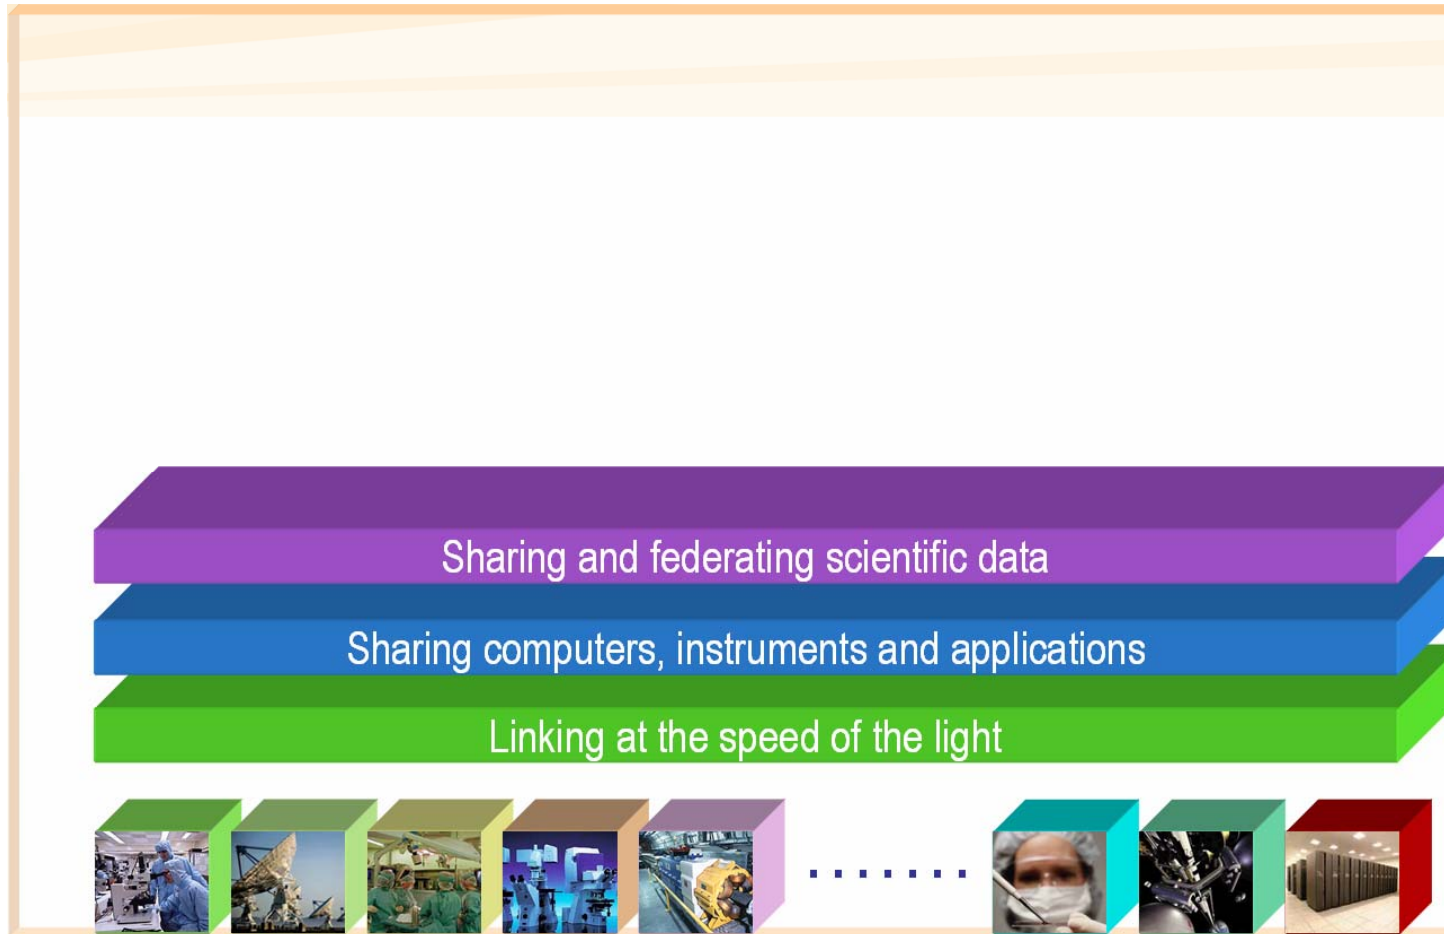 Sharing and federating scientific data
Sharing computers, instruments and applications
Linking at the speed of the light